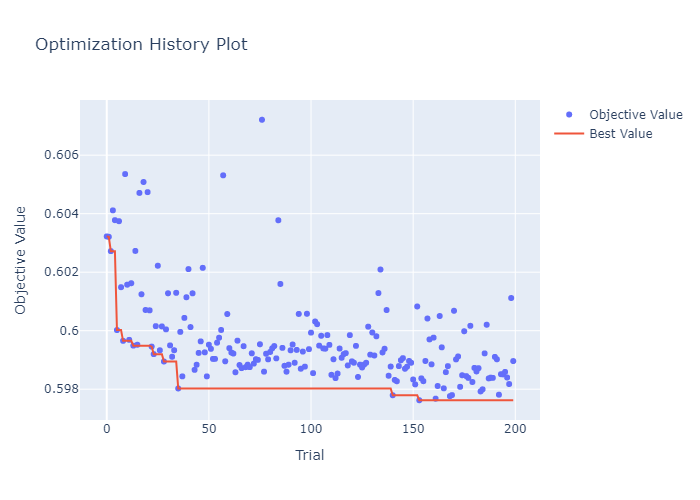 Optimization History Plot
Objective Value
Best Value
0.606
0.604
0.602
0.6
0.598
Objective Value
0
50
100
150
200
Trial